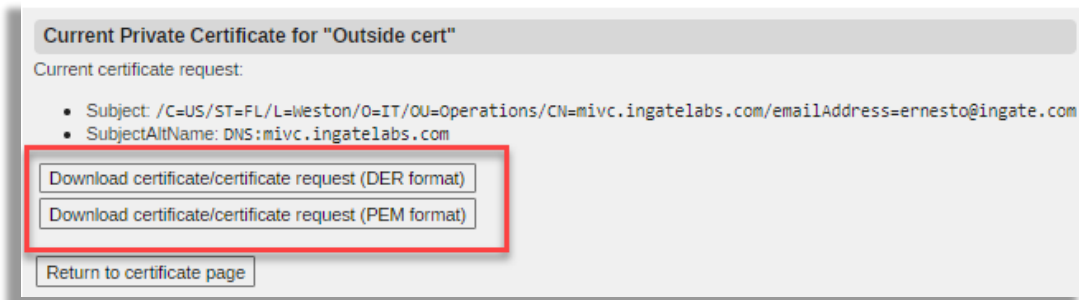 Current Private Certificate for "Outside cert"
Current certificate request:
• Subject: /C=US/ST=FL/L=Weston/O=IT/OU=Operations/CN=mivc.ingatelabs.com/emailAddress=ernesto@ingate.com
• SubjectAltName: DNS:mivc.ingatelabs.com
Download certificate/certificate request (DER format)
Download certificate/certificate request (PEM format)
Return to certificate page